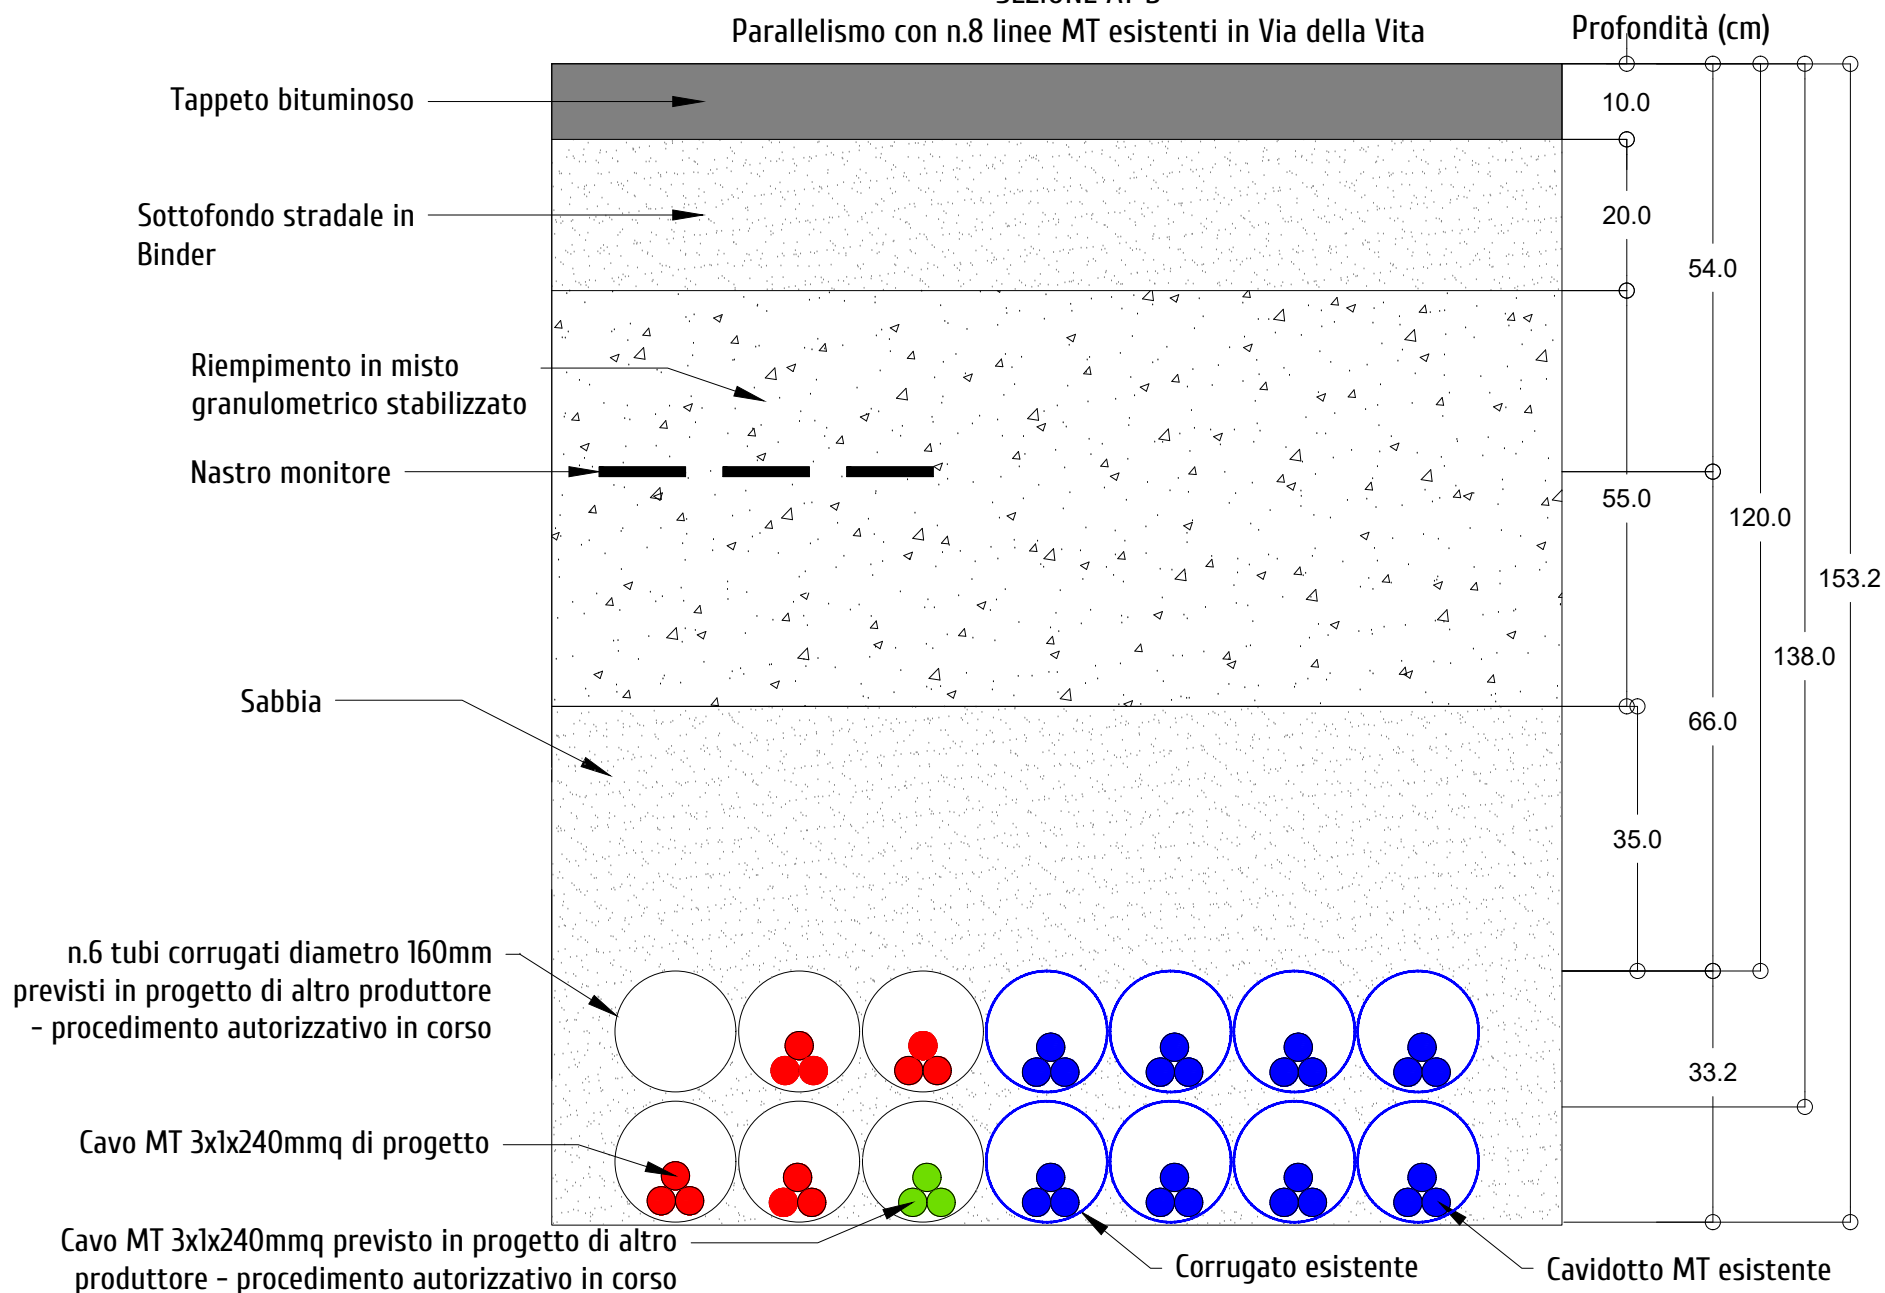 Parallelismo con n.8 linee MT esistenti in Via della Vita
Profondità (cm)
Tappeto bituminoso
10.0
Sottofondo stradale in
Binder
20.0
54.0
Riempimento in misto
granulometrico stabilizzato
Nastro monitore
55.0
120.0
153.2
138.0
Sabbia
66.0
35.0
n.6 tubi corrugati diametro 160mm
previsti in progetto di altro produttore
- procedimento autorizzativo in corso
33.2
Cavo MT 3x1x240mmq di progetto
Cavo MT 3x1x240mmq previsto in progetto di altro
produttore - procedimento autorizzativo in corso
Corrugato esistente
Cavidotto MT esistente